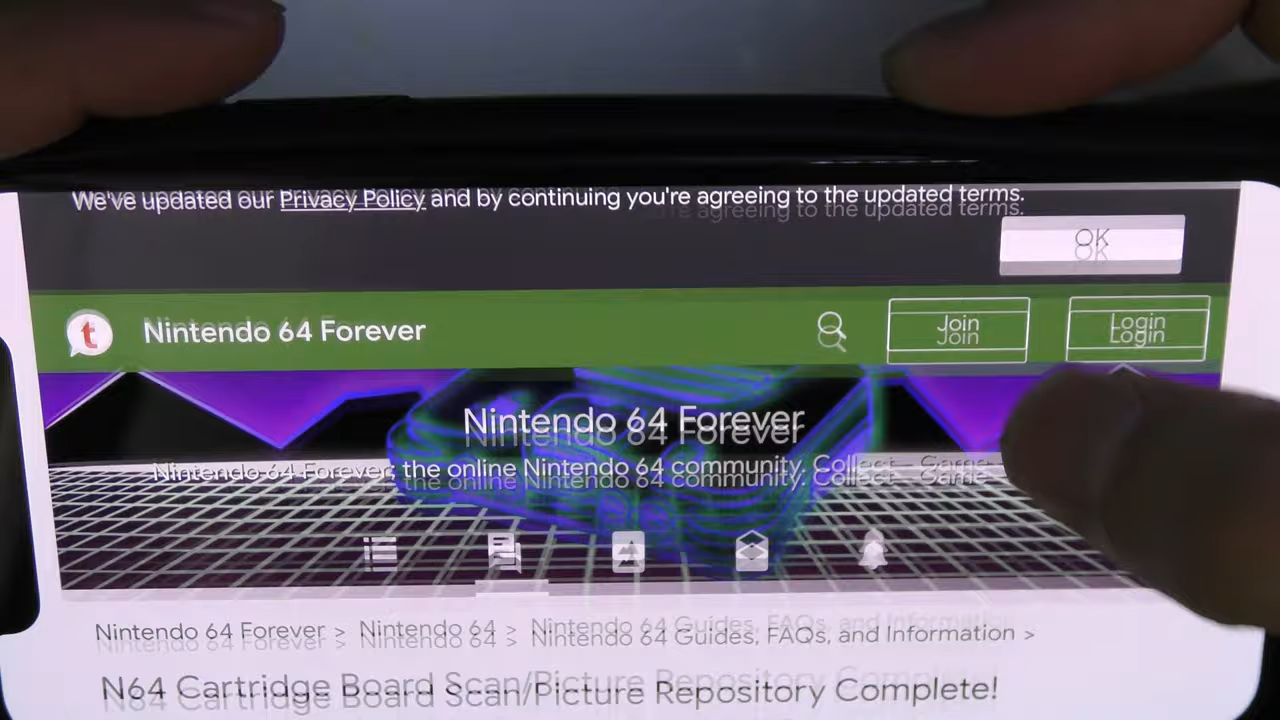 We've updated our Privacy Policy and by continuing you're agreeing to the updated terms.
OK
t Nintendo 64 Forever Join Login
Nintendo 64 Forever
Nintendo 64 Forever: the online Nintendo 64 community. Collect - Game
Nintendo 64 Forever > Nintendo 64 > Nintendo 64 Guides, FAQs, and Information >
N64 Cartridge Board Scan/Picture Repository Complete!